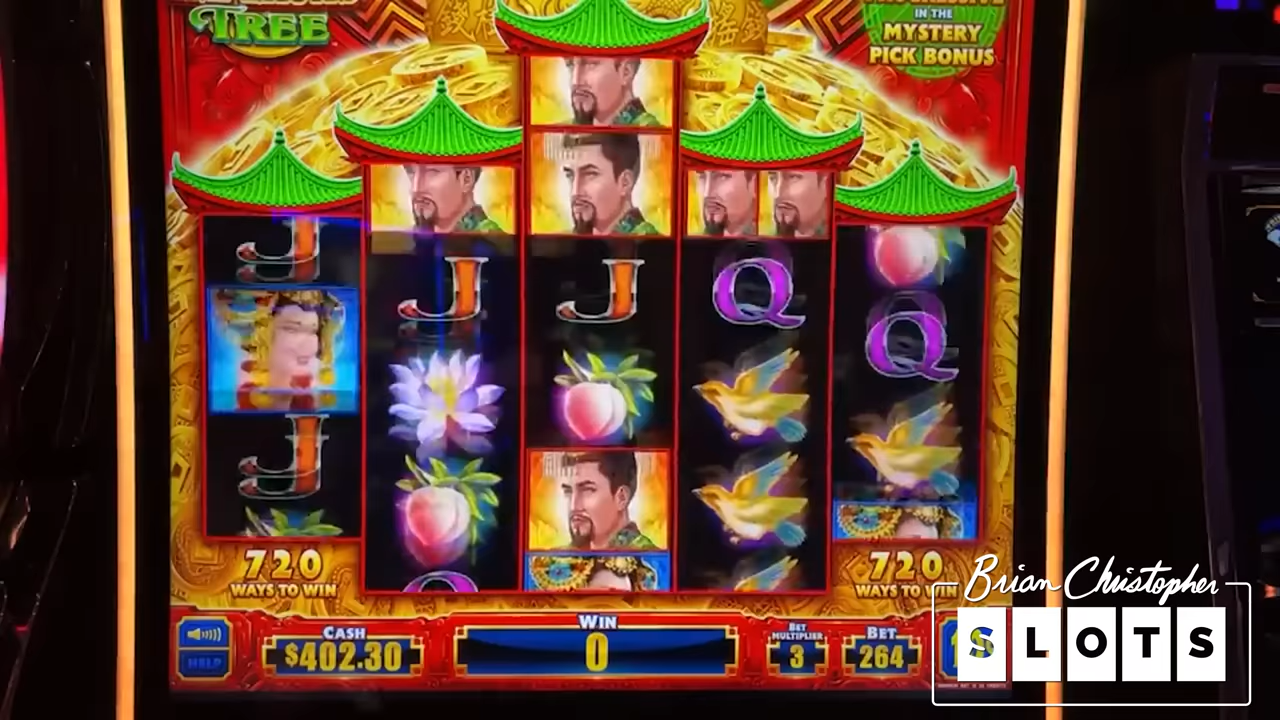 TREE
IN THE
MYSTERY
PICK BONUS
J
J
J
Q
Q
J
Q
720
WAYS TO WIN
720
WAYS TO WIN
CASH
$402.30
WIN
0
BET
MULTIPLIER
3
BET
264
HELP
Brian Christopher
SLOTS